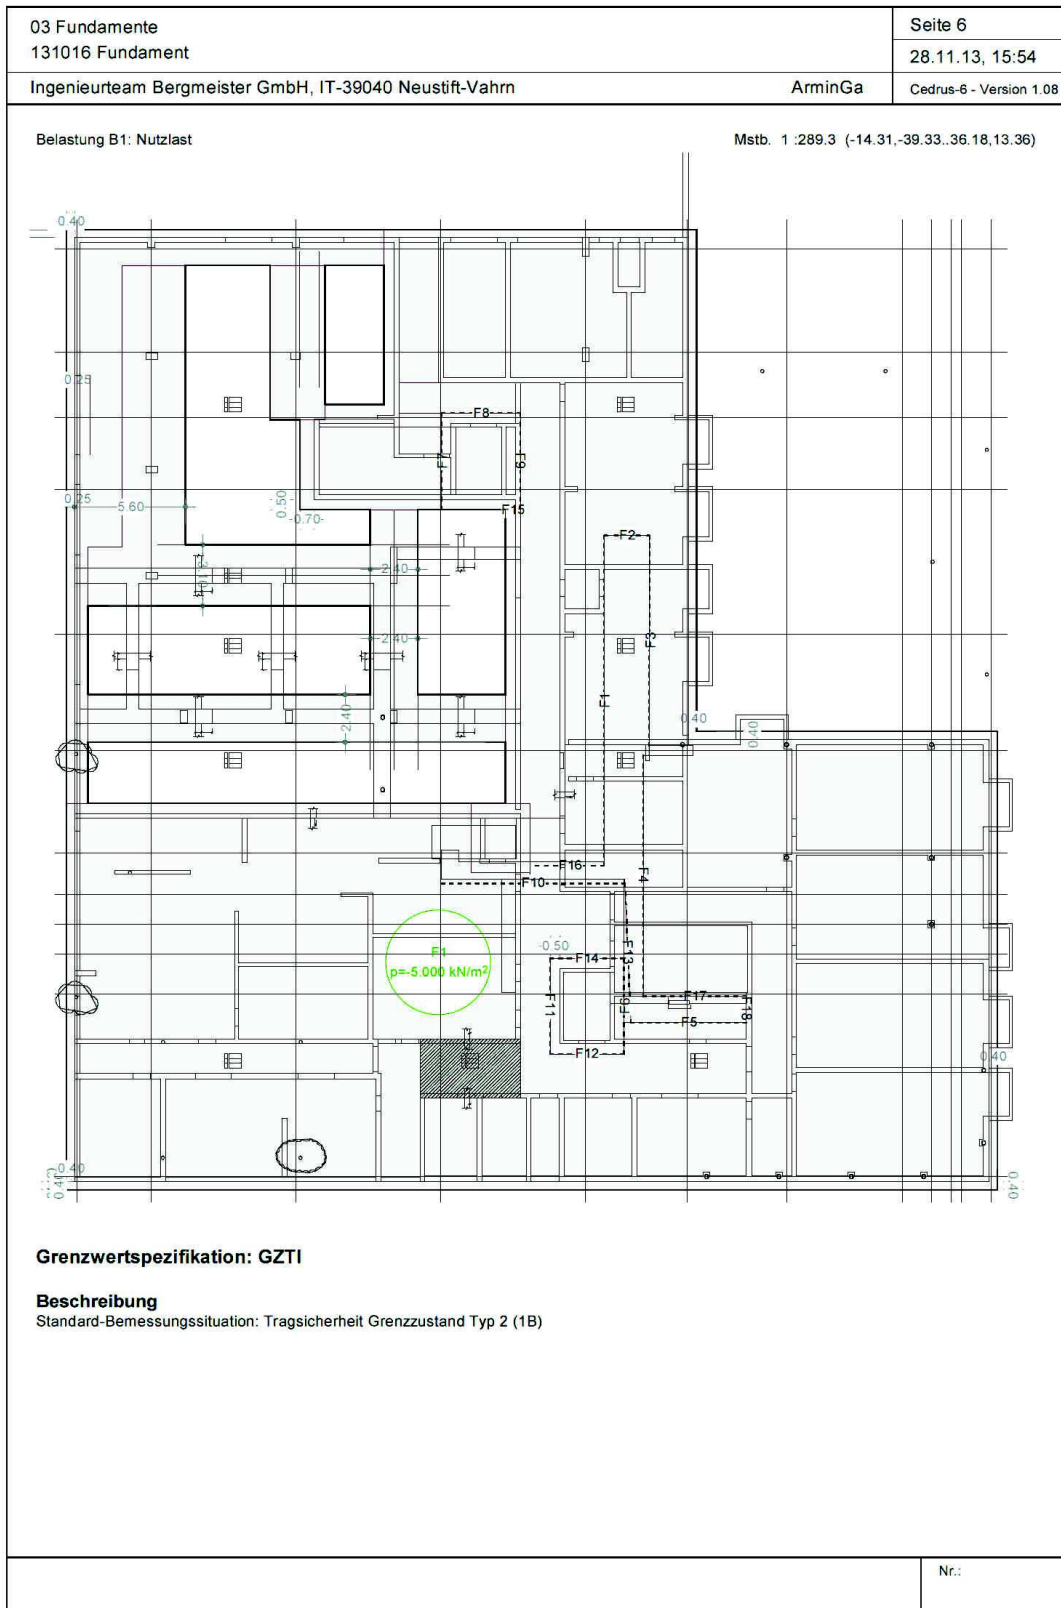 03 Fundamente
131016 Fundament
Seite 6
28.11.13, 15:54
Ingenieurteam Bergmeister GmbH, IT-39040 Neustift-Vahrn
ArminGa
Cedrus-6 - Version 1.08
Belastung B1: Nutzlast
Mstb. 1 :289.3 (-14.31,-39.33..36.18,13.36)
0.40
0.25
F8
F7
F9
0.25
5.60
0.50
-0.70-
F15
F2
2.40
3.10
2.40
F3
F1
2.40
0.40
0.40
F16
F4
F10
F1
p=-5.000 kN/m²
-0.50
F14
F13
F11
F6
F17
F18
F5
F12
0.40
0.40
0.40
0.40
Grenzwertspezifikation: GZTI
Beschreibung
Standard-Bemessungssituation: Tragsicherheit Grenzzustand Typ 2 (1B)
Nr.: